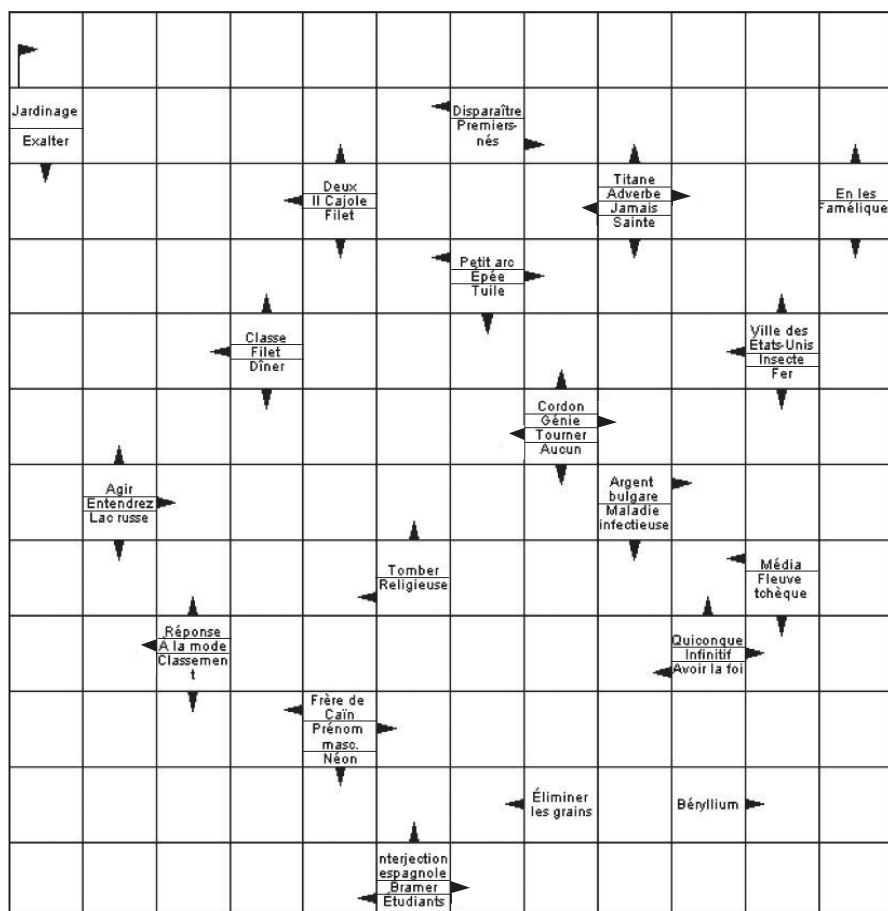 Jardinage
Exalter
Disparaître
Premiers-
nés
Deux
II Cajole
Filet
Titane
Adverbe
Jamais
Sainte
En les
Famélique
Petit arc
Épée
Tuile
Classe
Filet
Dîner
Ville des
États-Unis
Insecte
Fer
Cordon
Génie
Tourner
Aucun
Agir
Entendrez
Lac russe
Argent
bulgare
Maladie
infectieuse
Tomber
Religieuse
Média
Fleuve
tchèque
Réponse
A la mode
Classemen
t
Quiconque
Infinitif
Avoir la foi
Frère de
Caïn
Prénom
masc.
Néon
Éliminer
les grains
Béryllium
nterjection
espagnole
Bramer
Étudiants